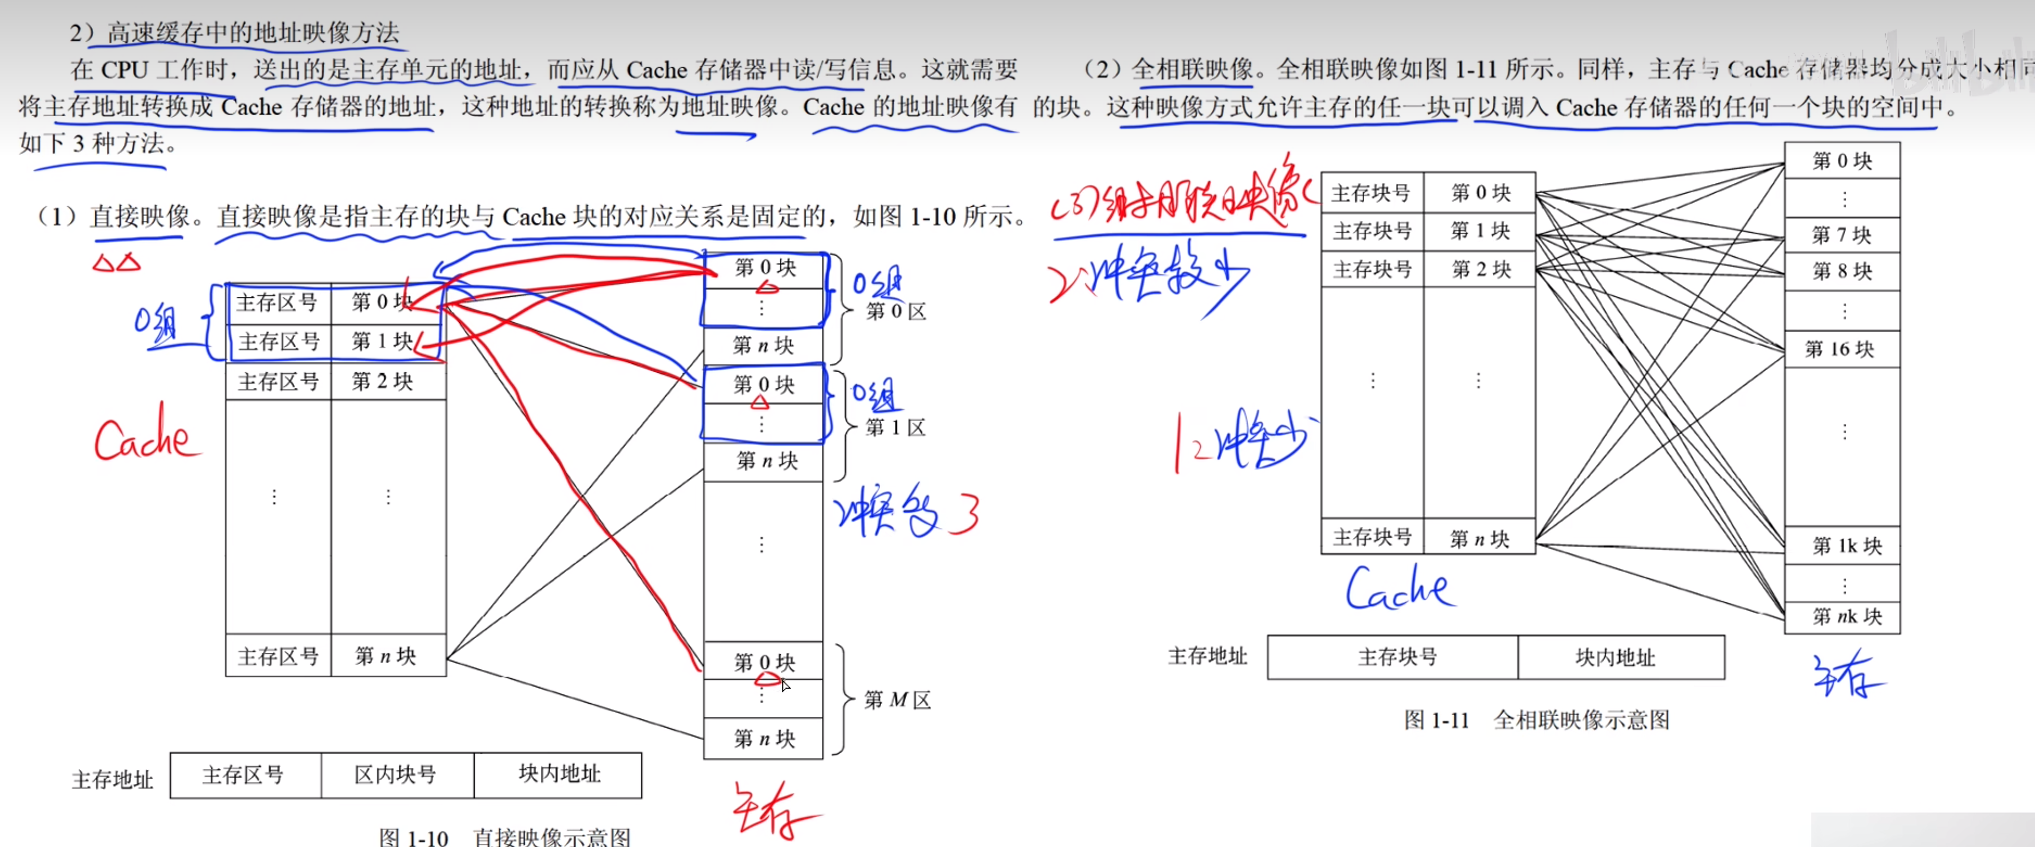 2）高速缓存中的地址映像方法
在 CPU 工作时，送出的是主存单元的地址，而应从 Cache 存储器中读/写信息。这就需要
将主存地址转换成 Cache 存储器的地址，这种地址的转换称为地址映像。Cache 的地址映像有
如下 3 种方法。
（1）直接映像。直接映像是指主存的块与 Cache 块的对应关系是固定的，如图 1-10 所示。
主存区号 第 0 块
主存区号 第 1 块
主存区号 第 2 块
⋮ ⋮
主存区号 第 n 块
0组
Cache
第 0 块
⋮
第 n 块
0组
第 0 区
第 0 块
⋮
第 n 块
0组
第 1 区
⋮
冲突多 3
第 0 块
⋮
第 n 块
第 M 区
主存
主存地址 主存区号 区内块号 块内地址
图 1-10 直接映像示意图
（2）全相联映像。全相联映像如图 1-11 所示。同样，主存与 Cache 存储器均分成大小相同
的块。这种映像方式允许主存的任一块可以调入 Cache 存储器的任何一个块的空间中。
(3)组相联映像
2、冲突较少
1、冲突少
主存块号 第 0 块
主存块号 第 1 块
主存块号 第 2 块
⋮ ⋮
主存块号 第 n 块
Cache
第 0 块
⋮
第 7 块
第 8 块
⋮
第 16 块
⋮
第 1k 块
⋮
第 nk 块
主存
主存地址 主存块号 块内地址
图 1-11 全相联映像示意图
bilibili